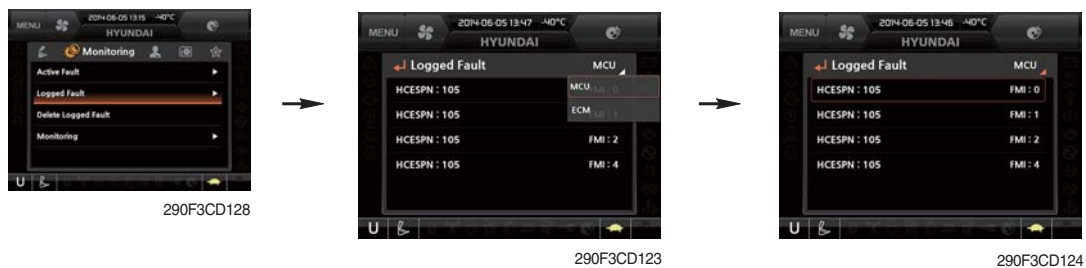 MENU
2014-06-05 13:15 -40°C
HYUNDAI
Monitoring
Active Fault
Logged Fault
Delete Logged Fault
Monitoring
U
290F3CD128
MENU
2014-06-05 13:47 -40°C
HYUNDAI
Logged Fault MCU
HCESPN : 105
MCU
ECM
HCESPN : 105
HCESPN : 105 FMI : 2
HCESPN : 105 FMI : 4
U
290F3CD123
MENU
2014-06-05 13:46 -40°C
HYUNDAI
Logged Fault MCU
HCESPN : 105 FMI : 0
HCESPN : 105 FMI : 1
HCESPN : 105 FMI : 2
HCESPN : 105 FMI : 4
U
290F3CD124